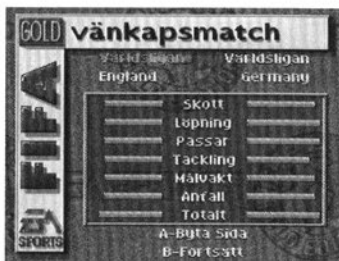 GOLD vänkapsmatch
Världsligan Världsligan
England Germany
FIFA
Skott
Löpning
Passar
Tackling
Målvakt
Anfall
Totalt
A-Byta Sida
B-Fortsätt
EA
SPORTS